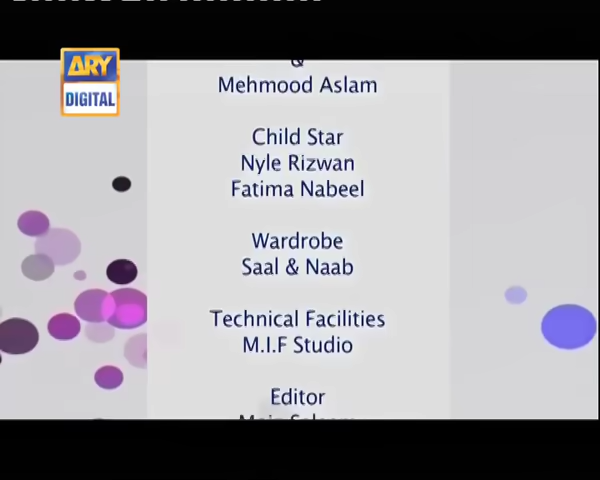 ARY
DIGITAL
&
Mehmood Aslam
Child Star
Nyle Rizwan
Fatima Nabeel
Wardrobe
Saal & Naab
Technical Facilities
M.I.F Studio
Editor